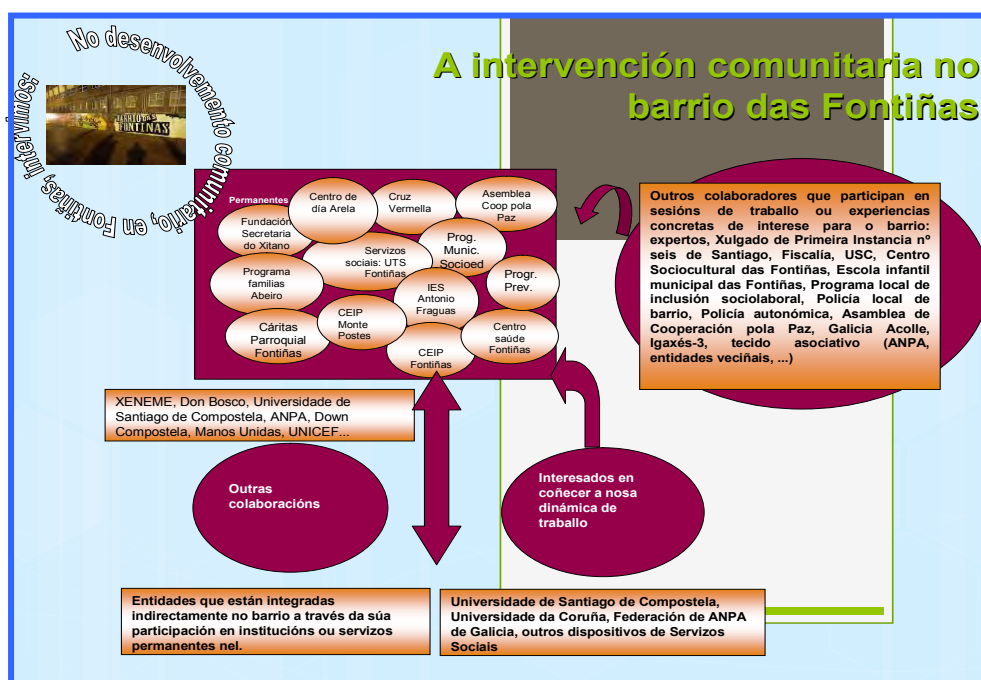 No desenvolvemento comunitario, en Fontiñas, intervimos:
BARRIO DAS
FONTIÑAS
A intervención comunitaria no
barrio das Fontiñas
Permanentes
Fundación
Secretaria
do Xitano
Centro de
día Arela
Cruz
Vermella
Asemblea
Coop pola
Paz
Servizos
sociais: UTS
Fontiñas
Prog.
Munic.
Socioed
Programa
familias
Abeiro
IES
Antonio
Fraguas
Progr.
Prev.
Cáritas
Parroquial
Fontiñas
CEIP
Monte
Postes
CEIP
Fontiñas
Centro
saúde
Fontiñas
Outros colaboradores que participan en
sesións de traballo ou experiencias
concretas de interese para o barrio:
expertos, Xulgado de Primeira Instancia nº
seis de Santiago, Fiscalía, USC, Centro
Sociocultural das Fontiñas, Escola infantil
municipal das Fontiñas, Programa local de
inclusión sociolaboral, Policía local de
barrio, Policía autonómica, Asamblea de
Cooperación pola Paz, Galicia Acolle,
Igaxés-3, tecido asociativo (ANPA,
entidades veciñais, ...)
XENEME, Don Bosco, Universidade de
Santiago de Compostela, ANPA, Down
Compostela, Manos Unidas, UNICEF...
Outras
colaboracións
Interesados en
coñecer a nosa
dinámica de
traballo
Entidades que están integradas
indirectamente no barrio a través da súa
participación en institucións ou servizos
permanentes nel.
Universidade de Santiago de Compostela,
Universidade da Coruña, Federación de ANPA
de Galicia, outros dispositivos de Servizos
Sociais